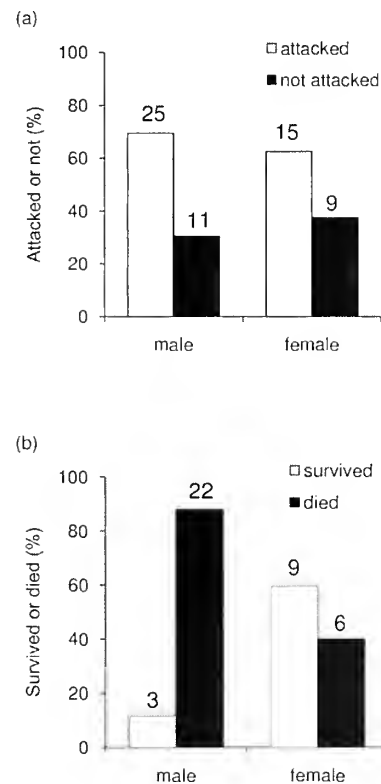 (a)
100
80
60
40
20
0
Attacked or not (%)
attacked
not attacked
25
11
15
9
male
female
(b)
100
80
60
40
20
0
Survived or died (%)
survived
died
3
22
9
6
male
female